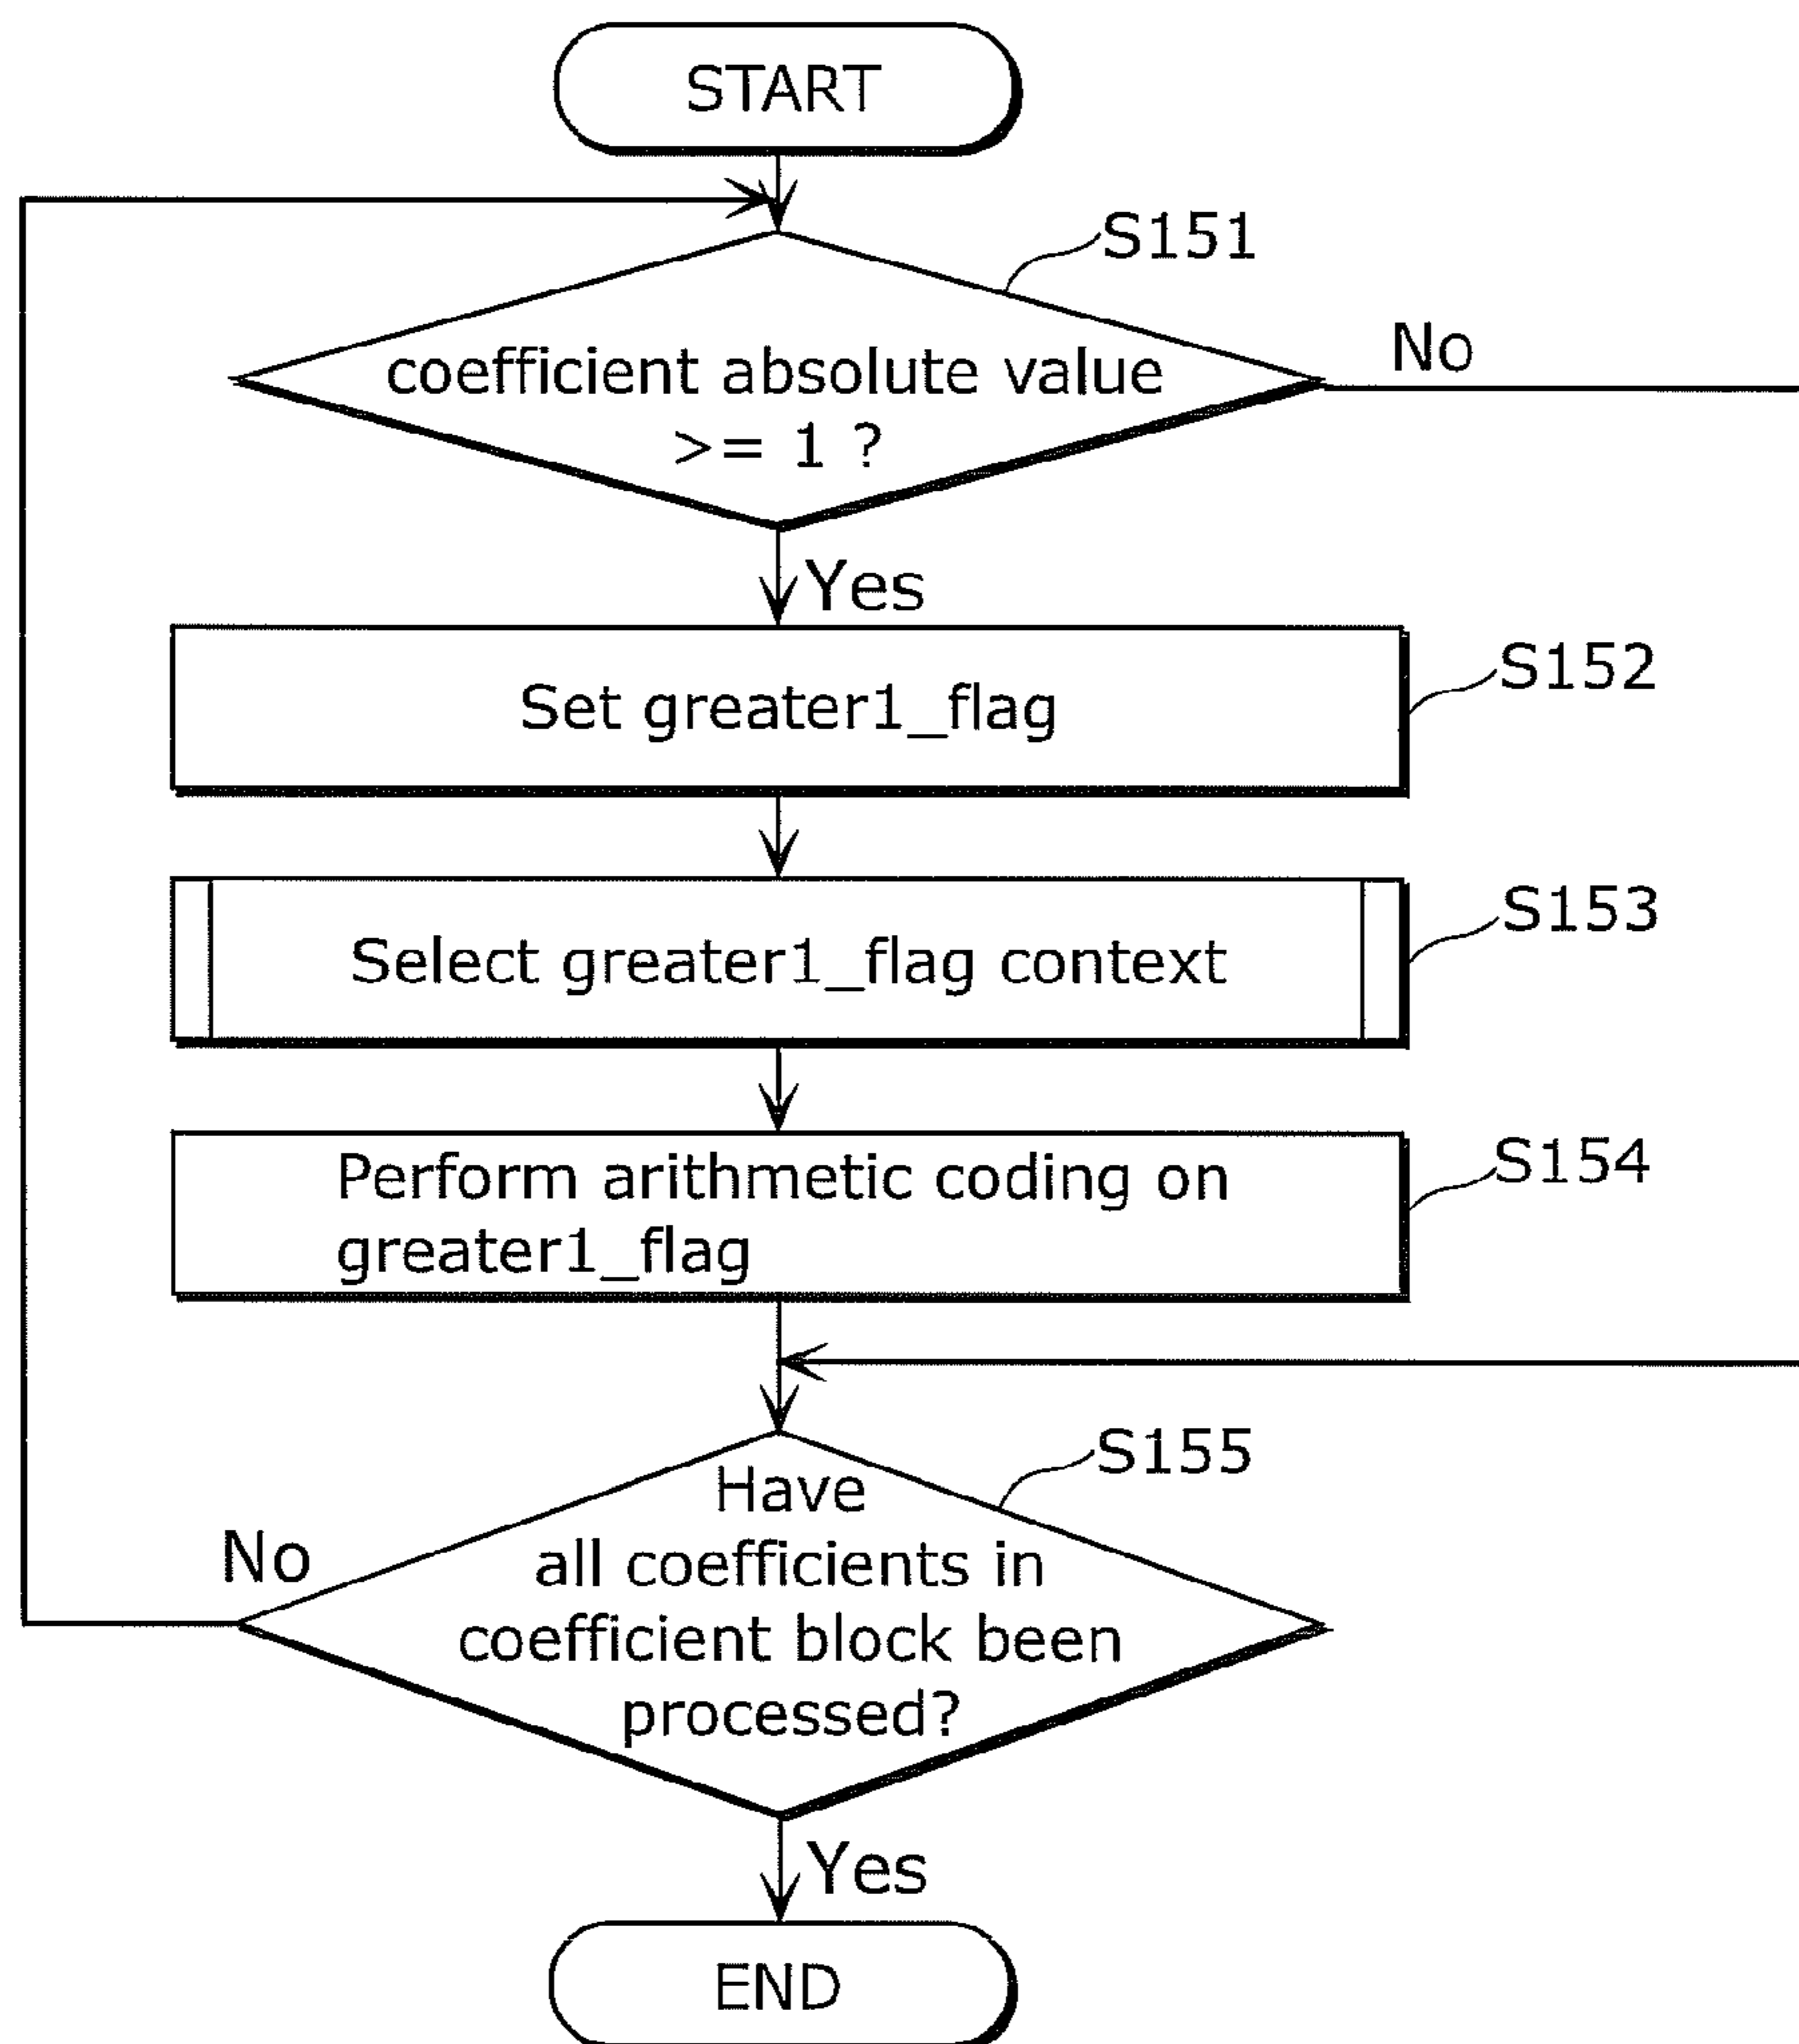 START
S151
coefficient absolute value
>= 1 ?
No
Yes
Set greater1_flag
S152
Select greater1_flag context
S153
Perform arithmetic coding on
greater1_flag
S154
S155
Have
all coefficients in
coefficient block been
processed?
No
Yes
END